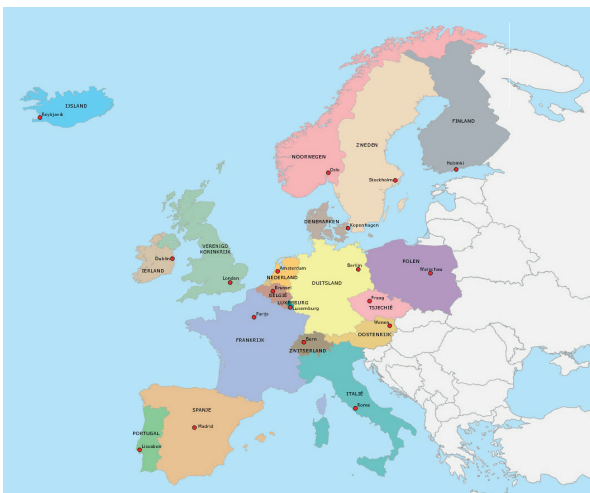 IJSLAND
Reykjavik
FINLAND
ZWEDEN
NOORWEGEN
Oslo
Helsinki
Stockholm
DENEMARKEN
Kopenhagen
VERENIGD
KONINKRIJK
Dublin
IERLAND
London
Amsterdam
NEDERLAND
Berlijn
POLEN
Warschau
DUITSLAND
Brussel
BELGIË
LUXEMBURG
Luxemburg
Praag
TSJECHIË
Parijs
Wenen
OOSTENRIJK
FRANKRIJK
Bern
ZWITSERLAND
ITALIË
Rome
SPANJE
Madrid
PORTUGAL
Lissabon